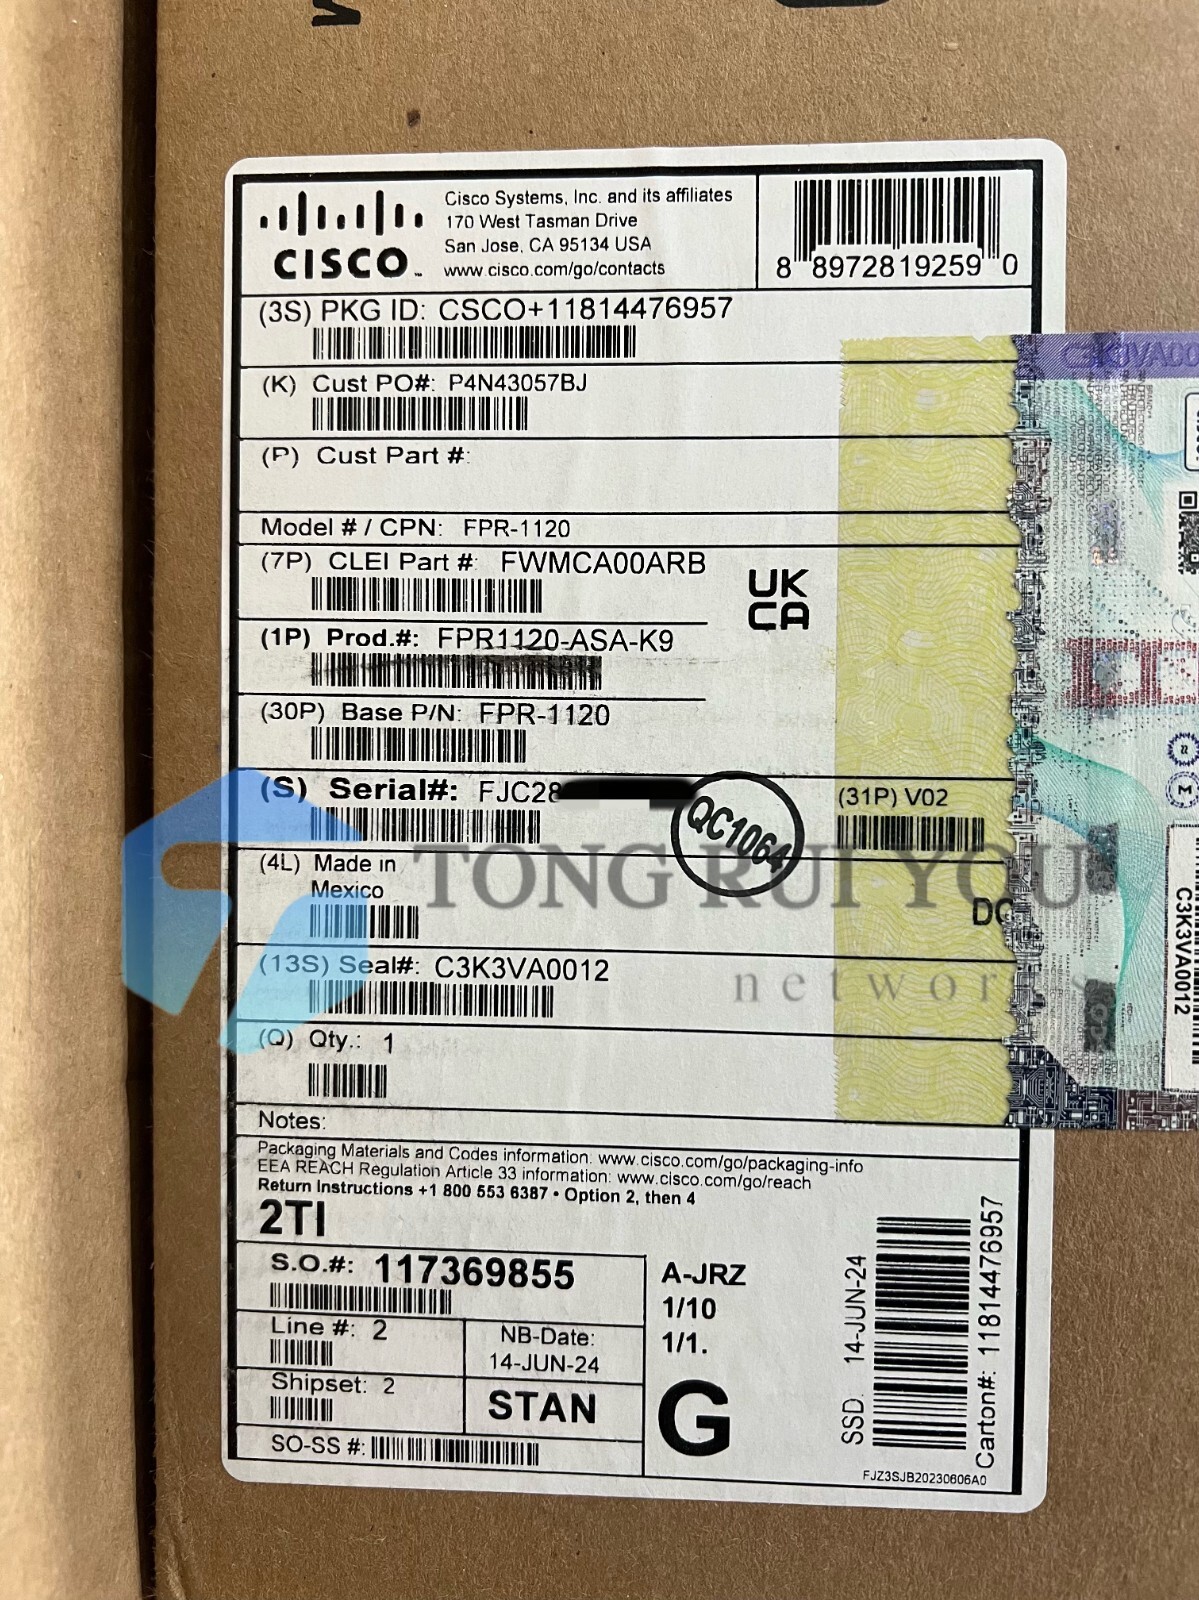 CISCO
Cisco Systems, Inc. and its affiliates
170 West Tasman Drive
San Jose, CA 95134 USA
www.cisco.com/go/contacts
8 8972819259 0
(3S) PKG ID: CSCO+11814476957
(K) Cust PO#: P4N43057BJ
(P) Cust Part #:
Model # / CPN: FPR-1120
(7P) CLEI Part #: FWMCA00ARB
UK
CA
(1P) Prod.#: FPR1120-ASA-K9
(30P) Base P/N: FPR-1120
(S) Serial#: FJC28
QC1064
(31P) V02
(4L) Made in
Mexico
TONG RUI YOU
networks
(13S) Seal#: C3K3VA0012
C3K3VA0012
(Q) Qty.: 1
Notes:
Packaging Materials and Codes information: www.cisco.com/go/packaging-info
EEA REACH Regulation Article 33 information: www.cisco.com/go/reach
Return Instructions +1 800 553 6387 • Option 2, then 4
2TI
S.O.#: 117369855
Line #: 2
NB-Date:
14-JUN-24
Shipset: 2
STAN
SO-SS #:
A-JRZ
1/10
1/1.
G
SSD. 14-JUN-24
Carton#: 11814476957
FJZ3SJB20230606A0